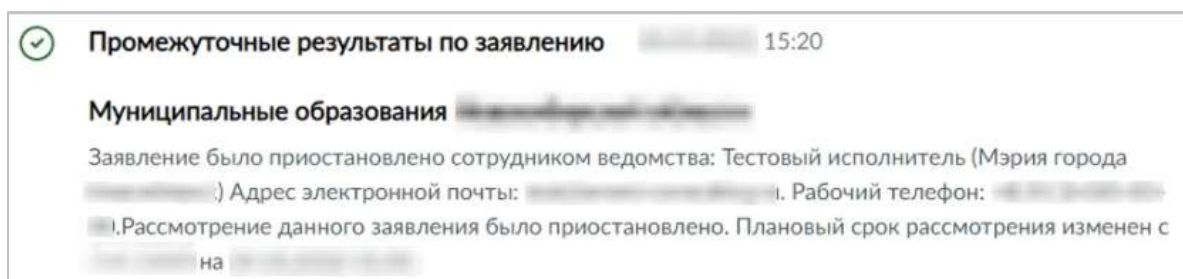 Промежуточные результаты по заявлению 15:20
Муниципальные образования
Заявление было приостановлено сотрудником ведомства: Тестовый исполнитель (Мэрия города
) Адрес электронной почты: . Рабочий телефон:
.Рассмотрение данного заявления было приостановлено. Плановый срок рассмотрения изменен с
на